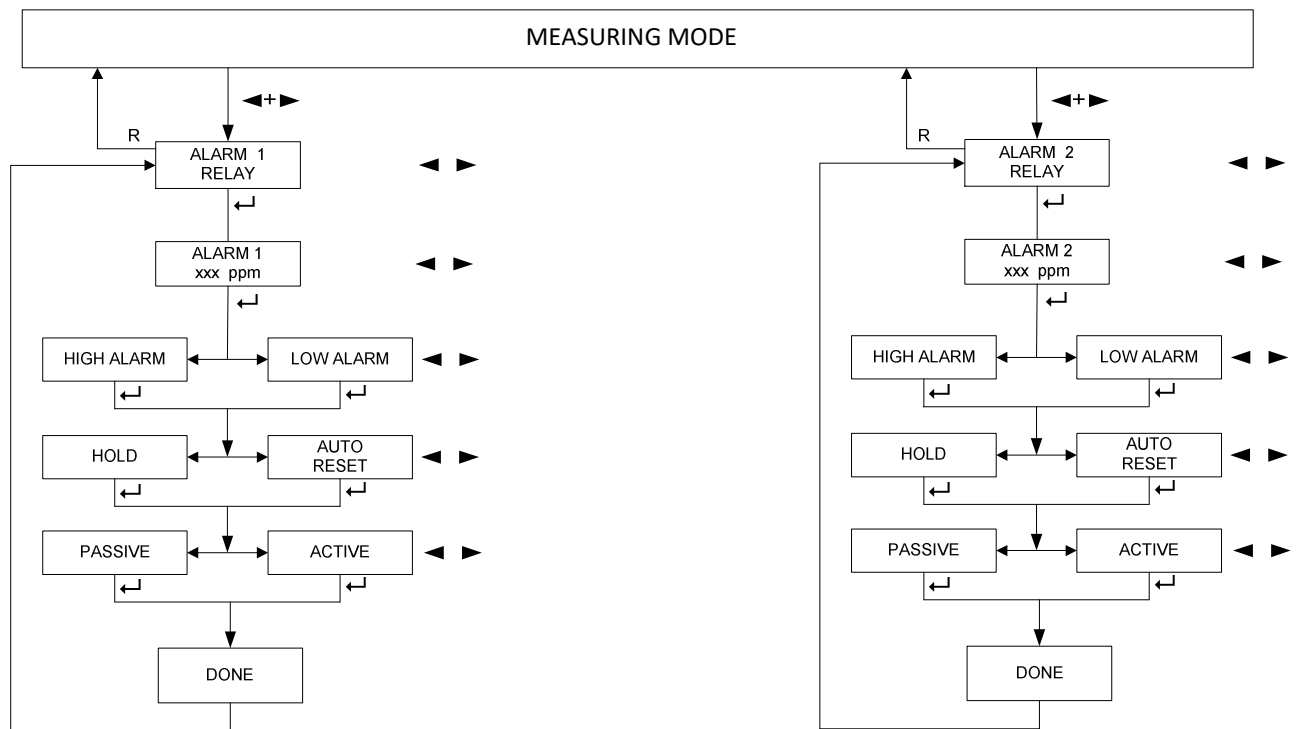 MEASURING MODE
R
ALARM 1
RELAY
ALARM 1
xxx ppm
HIGH ALARM
LOW ALARM
HOLD
AUTO
RESET
PASSIVE
ACTIVE
DONE
R
ALARM 2
RELAY
ALARM 2
xxx ppm
HIGH ALARM
LOW ALARM
HOLD
AUTO
RESET
PASSIVE
ACTIVE
DONE